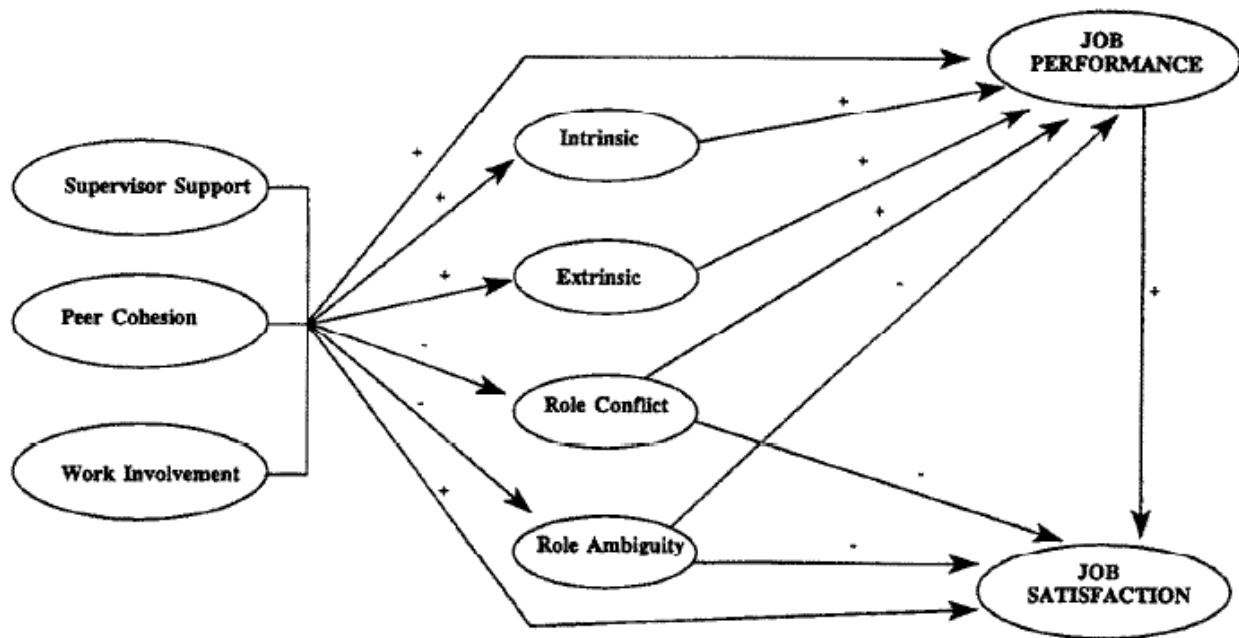 JOB
PERFORMANCE
+
+
Intrinsic
+
Supervisor Support
+
+
+
Extrinsic
+
-
+
Peer Cohesion
-
Role Conflict
-
-
Work Involvement
+
Role Ambiguity
-
JOB
SATISFACTION